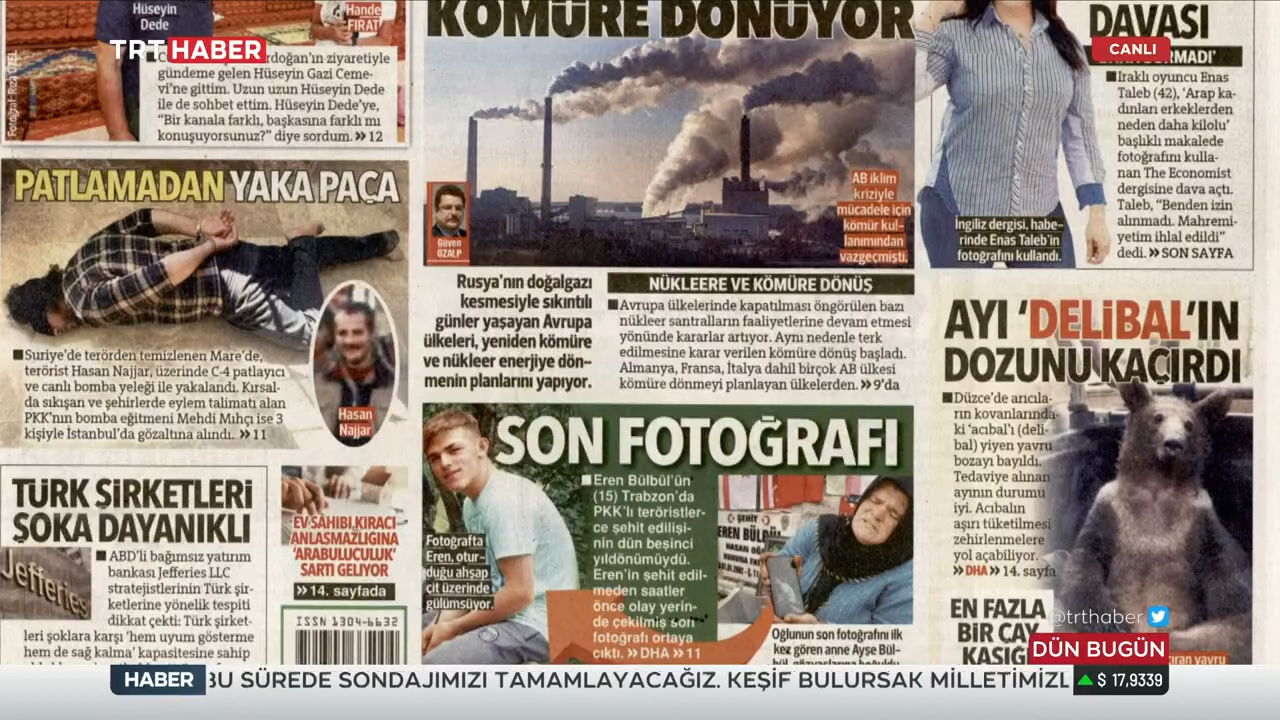 Hüseyin
Dede
Hande
FIRAT
TRT HABER
rdoğan'ın ziyaretiyle
gündeme gelen Hüseyin Gazi Ceme-
vi'ne gittim. Uzun uzun Hüseyin Dede
ile de sohbet ettim. Hüseyin Dede'ye,
"Bir kanala farklı, başkasına farklı mı
konuşuyorsunuz?" diye sordum. »» 12
PATLAMADAN YAKA PAÇA
Suriye'de terörden temizlenen Mare'de,
terörist Hasan Najjar, üzerinde C-4 patlayıcı
ve canlı bomba yeleği ile yakalandı. Kırsal-
da sıkışan ve şehirlerde eylem talimatı alan
PKK'nın bomba eğitmeni Mehdi Mıhçı ise 3
kişiyle İstanbul'da gözaltına alındı. »» 11
Hasan
Najjar
TÜRK ŞİRKETLERİ
ŞOKA DAYANIKLI
Jefferies
ABD'li bağımsız yatırım
bankası Jefferies LLC
stratejistlerinin Türk şir-
ketlerine yönelik tespiti
dikkat çekti: Türk şirket-
leri şoklara karşı 'hem uyum gösterme
hem de sağ kalma' kapasitesine sahip
EV SAHİBİ KİRACI
ANLAŞMAZLIĞINA
'ARABULUCULUK'
ŞARTI GELİYOR
»» 14. sayfada
ISSN 1304-6632
KÖMÜRE DÖNÜYOR
Güven
ÖZALP
AB iklim
kriziyle
mücadele için
kömür kul-
lanımından
vazgeçmişti.
Rusya'nın doğalgazı
kesmesiyle sıkıntılı
günler yaşayan Avrupa
ülkeleri, yeniden kömüre
ve nükleer enerjiye dön-
menin planlarını yapıyor.
NÜKLEERE VE KÖMÜRE DÖNÜŞ
Avrupa ülkelerinde kapatılması öngörülen bazı
nükleer santralların faaliyetlerine devam etmesi
yönünde kararlar artıyor. Aynı nedenle terk
edilmesine karar verilen kömüre dönüş başladı.
Almanya, Fransa, İtalya dahil birçok AB ülkesi
kömüre dönmeyi planlayan ülkelerden. »» 9'da
SON FOTOĞRAFI
Fotoğrafta
Eren, otur-
duğu ahşap
çit üzerinde
gülümsüyor.
Eren Bülbül'ün
(15) Trabzon'da
PKK'lı teröristler-
ce şehit edilişi-
nin dün beşinci
yıldönümüydü.
Eren'in şehit edil-
meden saatler
önce olay yerin-
de çekilmiş son
fotoğrafı ortaya
çıktı. »» DHA »» 11
ŞEHİT
EREN BÜLB
Oğlunun son fotoğrafını ilk
kez gören anne Ayşe Bül-
DAVASI
CANLI
Iraklı oyuncu Enas
Taleb (42), 'Arap ka-
dınları erkeklerden
neden daha kilolu'
başlıklı makalede
fotoğrafını kulla-
nan The Economist
dergisine dava açtı.
Taleb, "Benden izin
alınmadı. Mahremi-
yetim ihlal edildi"
dedi. »» SON SAYFA
İngiliz dergisi, habe-
rinde Enas Taleb'in
fotoğrafını kullandı.
AYI 'DELİBAL'IN
DOZUNU KAÇIRDI
Düzce'de arıcıla-
rın kovanlarında-
ki 'acıbal'ı (deli-
bal) yiyen yavru
bozayı bayıldı.
Tedaviye alınan
ayının durumu
iyi. Acıbalın
aşırı tüketilmesi
zehirlenmelere
yol açabiliyor.
»» DHA »» 14. sayfa
EN FAZLA
BİR ÇAY
KAŞIĞI
@trthaber
DÜN BUGÜN
HABER
BU SÜREDE SONDAJIMIZI TAMAMLAYACAĞIZ. KEŞİF BULURSAK MİLLETİMİZL
$ 17,9339